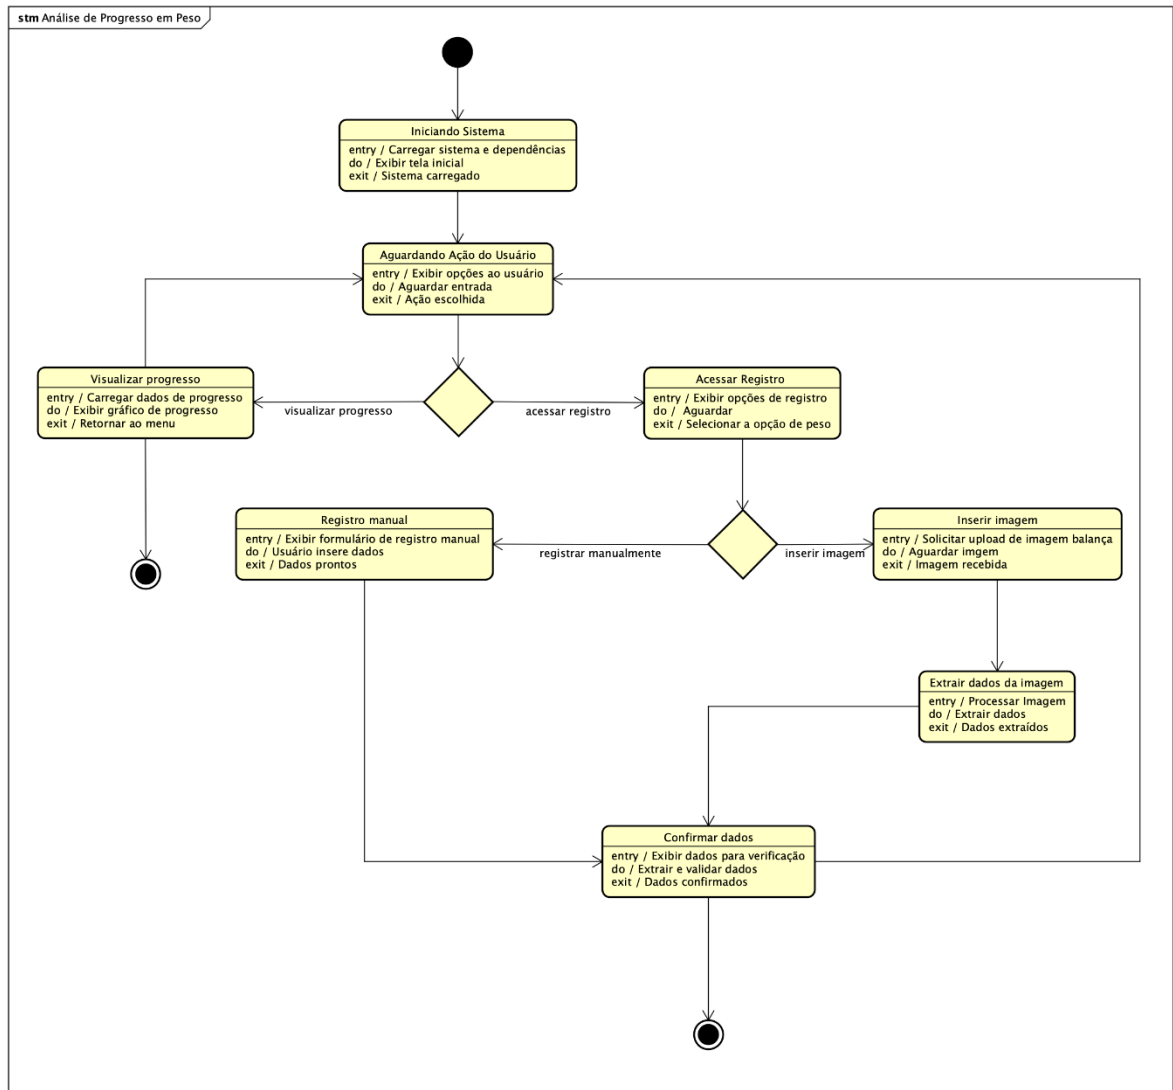 stm Análise de Progresso em Peso
Iniciando Sistema
entry / Carregar sistema e dependências
do / Exibir tela inicial
exit / Sistema carregado
Aguardando Ação do Usuário
entry / Exibir opções ao usuário
do / Aguardar entrada
exit / Ação escolhida
Visualizar progresso
entry / Carregar dados de progresso
do / Exibir gráfico de progresso
exit / Retornar ao menu
visualizar progresso
acessar registro
Acessar Registro
entry / Exibir opções de registro
do /  Aguardar
exit / Selecionar a opção de peso
Registro manual
entry / Exibir formulário de registro manual
do / Usuário insere dados
exit / Dados prontos
registrar manualmente
inserir imagem
Inserir imagem
entry / Solicitar upload de imagem balança
do / Aguardar imgem
exit / Imagem recebida
Extrair dados da imagem
entry / Processar Imagem
do / Extrair dados
exit / Dados extraídos
Confirmar dados
entry / Exibir dados para verificação
do / Extrair e validar dados
exit / Dados confirmados